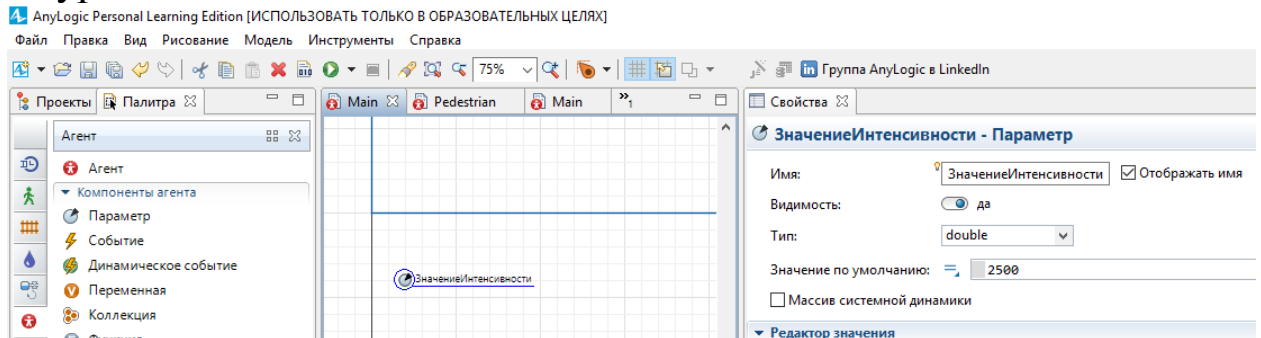 AnyLogic Personal Learning Edition [ИСПОЛЬЗОВАТЬ ТОЛЬКО В ОБРАЗОВАТЕЛЬНЫХ ЦЕЛЯХ]
Файл Правка Вид Рисование Модель Инструменты Справка
75% Группа AnyLogic в LinkedIn
Проекты Палитра Main Pedestrian Main »1 Свойства
Агент
ЗначениеИнтенсивности - Параметр
Агент
Имя: ЗначениеИнтенсивности Отображать имя
Компоненты агента
Видимость: да
Параметр
Тип: double
Событие
Значение по умолчанию: 2500
Динамическое событие
ЗначениеИнтенсивности
Переменная
Массив системной динамики
Коллекция
Редактор значения